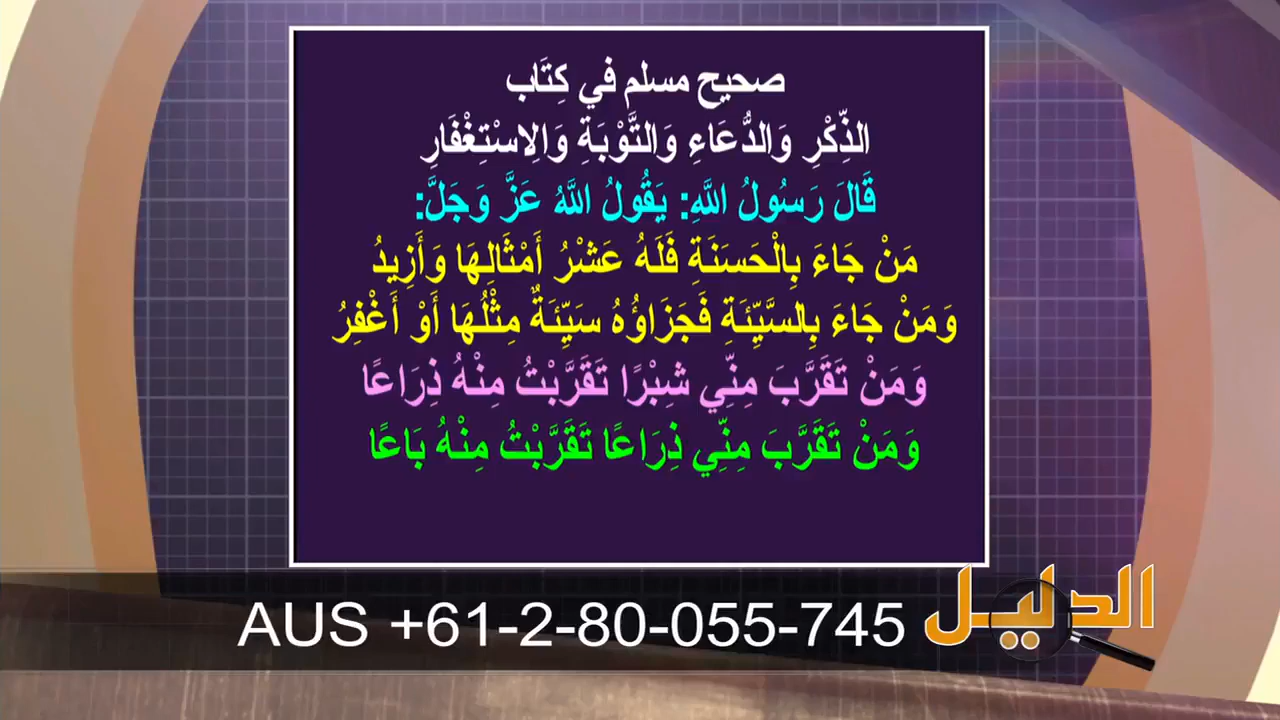 صحيح مسلم في كِتَاب
الذِّكْرِ وَالدُّعَاءِ وَالتَّوْبَةِ وَالِاسْتِغْفَارِ
قَالَ رَسُولُ اللَّهِ: يَقُولُ اللَّهُ عَزَّ وَجَلَّ:
مَنْ جَاءَ بِالْحَسَنَةِ فَلَهُ عَشْرُ أَمْثَالِهَا وَأَزِيدُ
وَمَنْ جَاءَ بِالسَّيِّئَةِ فَجَزَاؤُهُ سَيِّئَةٌ مِثْلُهَا أَوْ أَغْفِرُ
وَمَنْ تَقَرَّبَ مِنِّي شِبْرًا تَقَرَّبْتُ مِنْهُ ذِرَاعًا
وَمَنْ تَقَرَّبَ مِنِّي ذِرَاعًا تَقَرَّبْتُ مِنْهُ بَاعًا
الدليل
AUS +61-2-80-055-745